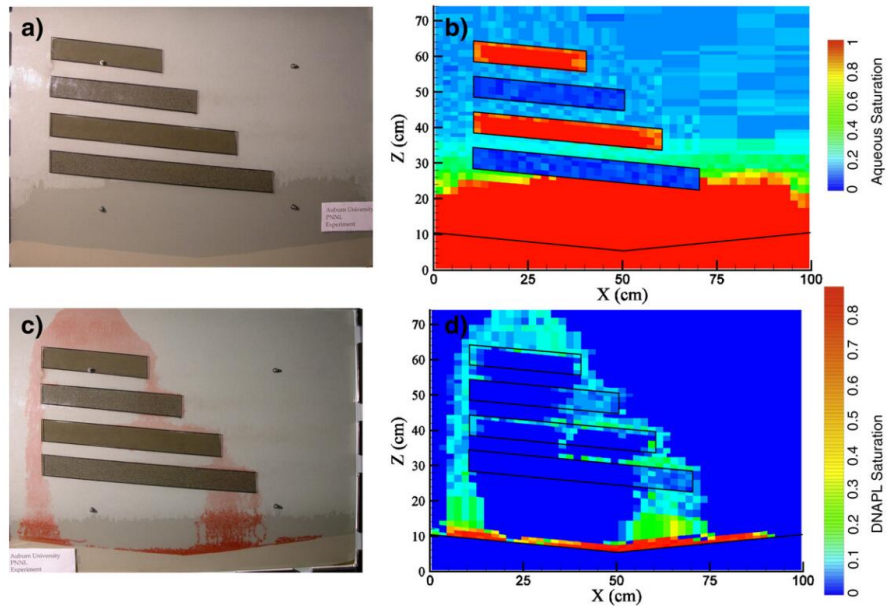 a)
Auburn University
PNNL
Experiment
b)
Z (cm)
70
60
50
40
30
20
10
0
0
25
50
75
100
X (cm)
1
0.8
0.6
0.4
0.2
0
Aqueous Saturation
c)
Auburn University
PNNL
Experiment
d)
Z (cm)
70
60
50
40
30
20
10
0
0
25
50
75
100
X (cm)
0.8
0.7
0.6
0.5
0.4
0.3
0.2
0.1
0
DNAPL Saturation